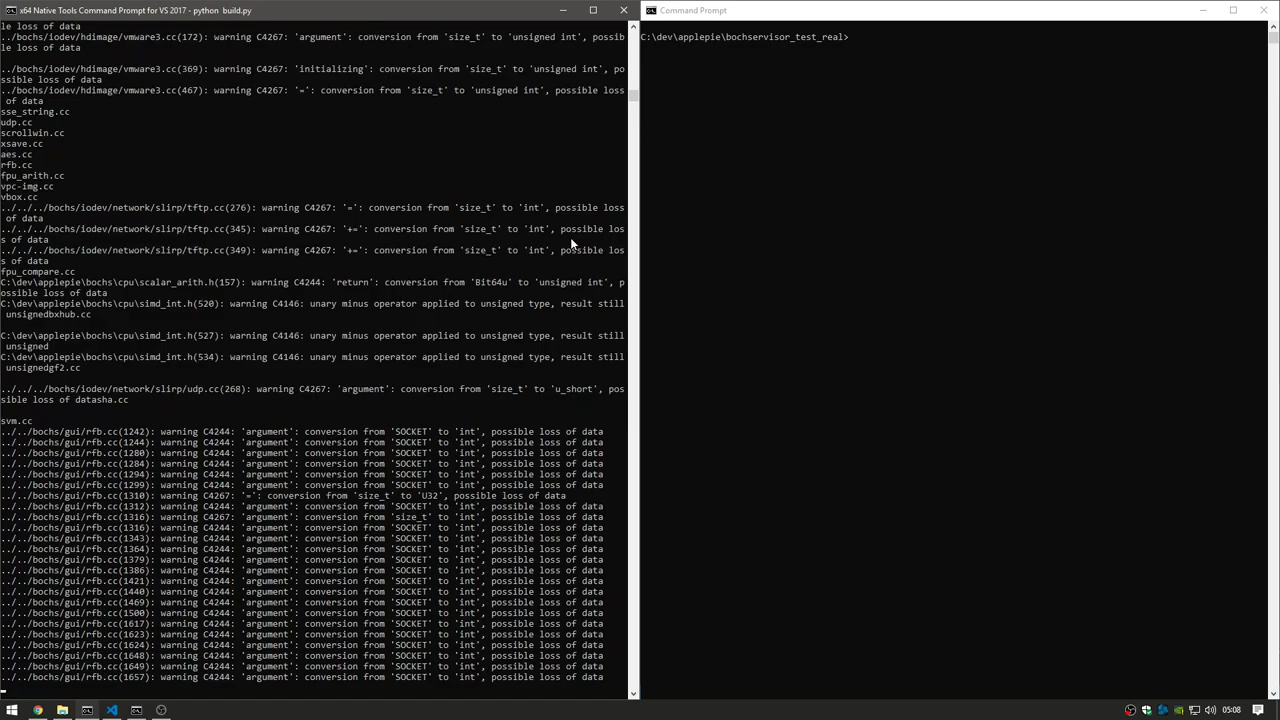 x64 Native Tools Command Prompt for VS 2017 - python  build.py
le loss of data
../bochs/iodev/hdimage/vmware3.cc(172): warning C4267: 'argument': conversion from 'size_t' to 'unsigned int', possib
le loss of data
../bochs/iodev/hdimage/vmware3.cc(369): warning C4267: 'initializing': conversion from 'size_t' to 'unsigned int', po
ssible loss of data
../bochs/iodev/hdimage/vmware3.cc(467): warning C4267: '=': conversion from 'size_t' to 'unsigned int', possible loss
 of data
sse_string.cc
udp.cc
scrollwin.cc
xsave.cc
aes.cc
rfb.cc
fpu_arith.cc
vpc-img.cc
vbox.cc
../../../bochs/iodev/network/slirp/tftp.cc(276): warning C4267: '=': conversion from 'size_t' to 'int', possible loss
 of data
../../../bochs/iodev/network/slirp/tftp.cc(345): warning C4267: '+=': conversion from 'size_t' to 'int', possible los
s of data
../../../bochs/iodev/network/slirp/tftp.cc(349): warning C4267: '+=': conversion from 'size_t' to 'int', possible los
s of data
fpu_compare.cc
C:\dev\applepie\bochs\cpu\scalar_arith.h(157): warning C4244: 'return': conversion from 'Bit64u' to 'unsigned int', p
ossible loss of data
C:\dev\applepie\bochs\cpu\simd_int.h(520): warning C4146: unary minus operator applied to unsigned type, result still
 unsignedbxhub.cc
C:\dev\applepie\bochs\cpu\simd_int.h(527): warning C4146: unary minus operator applied to unsigned type, result still
 unsigned
C:\dev\applepie\bochs\cpu\simd_int.h(534): warning C4146: unary minus operator applied to unsigned type, result still
 unsignedgf2.cc
../../../bochs/iodev/network/slirp/udp.cc(268): warning C4267: 'argument': conversion from 'size_t' to 'u_short', pos
sible loss of datasha.cc
svm.cc
../../bochs/gui/rfb.cc(1242): warning C4244: 'argument': conversion from 'SOCKET' to 'int', possible loss of data
../../bochs/gui/rfb.cc(1244): warning C4244: 'argument': conversion from 'SOCKET' to 'int', possible loss of data
../../bochs/gui/rfb.cc(1280): warning C4244: 'argument': conversion from 'SOCKET' to 'int', possible loss of data
../../bochs/gui/rfb.cc(1284): warning C4244: 'argument': conversion from 'SOCKET' to 'int', possible loss of data
../../bochs/gui/rfb.cc(1294): warning C4244: 'argument': conversion from 'SOCKET' to 'int', possible loss of data
../../bochs/gui/rfb.cc(1299): warning C4244: 'argument': conversion from 'SOCKET' to 'int', possible loss of data
../../bochs/gui/rfb.cc(1310): warning C4267: '=': conversion from 'size_t' to 'U32', possible loss of data
../../bochs/gui/rfb.cc(1312): warning C4244: 'argument': conversion from 'SOCKET' to 'int', possible loss of data
../../bochs/gui/rfb.cc(1316): warning C4267: 'argument': conversion from 'size_t' to 'int', possible loss of data
../../bochs/gui/rfb.cc(1316): warning C4244: 'argument': conversion from 'SOCKET' to 'int', possible loss of data
../../bochs/gui/rfb.cc(1343): warning C4244: 'argument': conversion from 'SOCKET' to 'int', possible loss of data
../../bochs/gui/rfb.cc(1364): warning C4244: 'argument': conversion from 'SOCKET' to 'int', possible loss of data
../../bochs/gui/rfb.cc(1379): warning C4244: 'argument': conversion from 'SOCKET' to 'int', possible loss of data
../../bochs/gui/rfb.cc(1386): warning C4244: 'argument': conversion from 'SOCKET' to 'int', possible loss of data
../../bochs/gui/rfb.cc(1421): warning C4244: 'argument': conversion from 'SOCKET' to 'int', possible loss of data
../../bochs/gui/rfb.cc(1440): warning C4244: 'argument': conversion from 'SOCKET' to 'int', possible loss of data
../../bochs/gui/rfb.cc(1469): warning C4244: 'argument': conversion from 'SOCKET' to 'int', possible loss of data
../../bochs/gui/rfb.cc(1500): warning C4244: 'argument': conversion from 'SOCKET' to 'int', possible loss of data
../../bochs/gui/rfb.cc(1617): warning C4244: 'argument': conversion from 'SOCKET' to 'int', possible loss of data
../../bochs/gui/rfb.cc(1623): warning C4244: 'argument': conversion from 'SOCKET' to 'int', possible loss of data
../../bochs/gui/rfb.cc(1624): warning C4244: 'argument': conversion from 'SOCKET' to 'int', possible loss of data
../../bochs/gui/rfb.cc(1648): warning C4244: 'argument': conversion from 'SOCKET' to 'int', possible loss of data
../../bochs/gui/rfb.cc(1649): warning C4244: 'argument': conversion from 'SOCKET' to 'int', possible loss of data
../../bochs/gui/rfb.cc(1657): warning C4244: 'argument': conversion from 'SOCKET' to 'int', possible loss of data
Command Prompt
C:\dev\applepie\bochservisor_test_real>
05:08